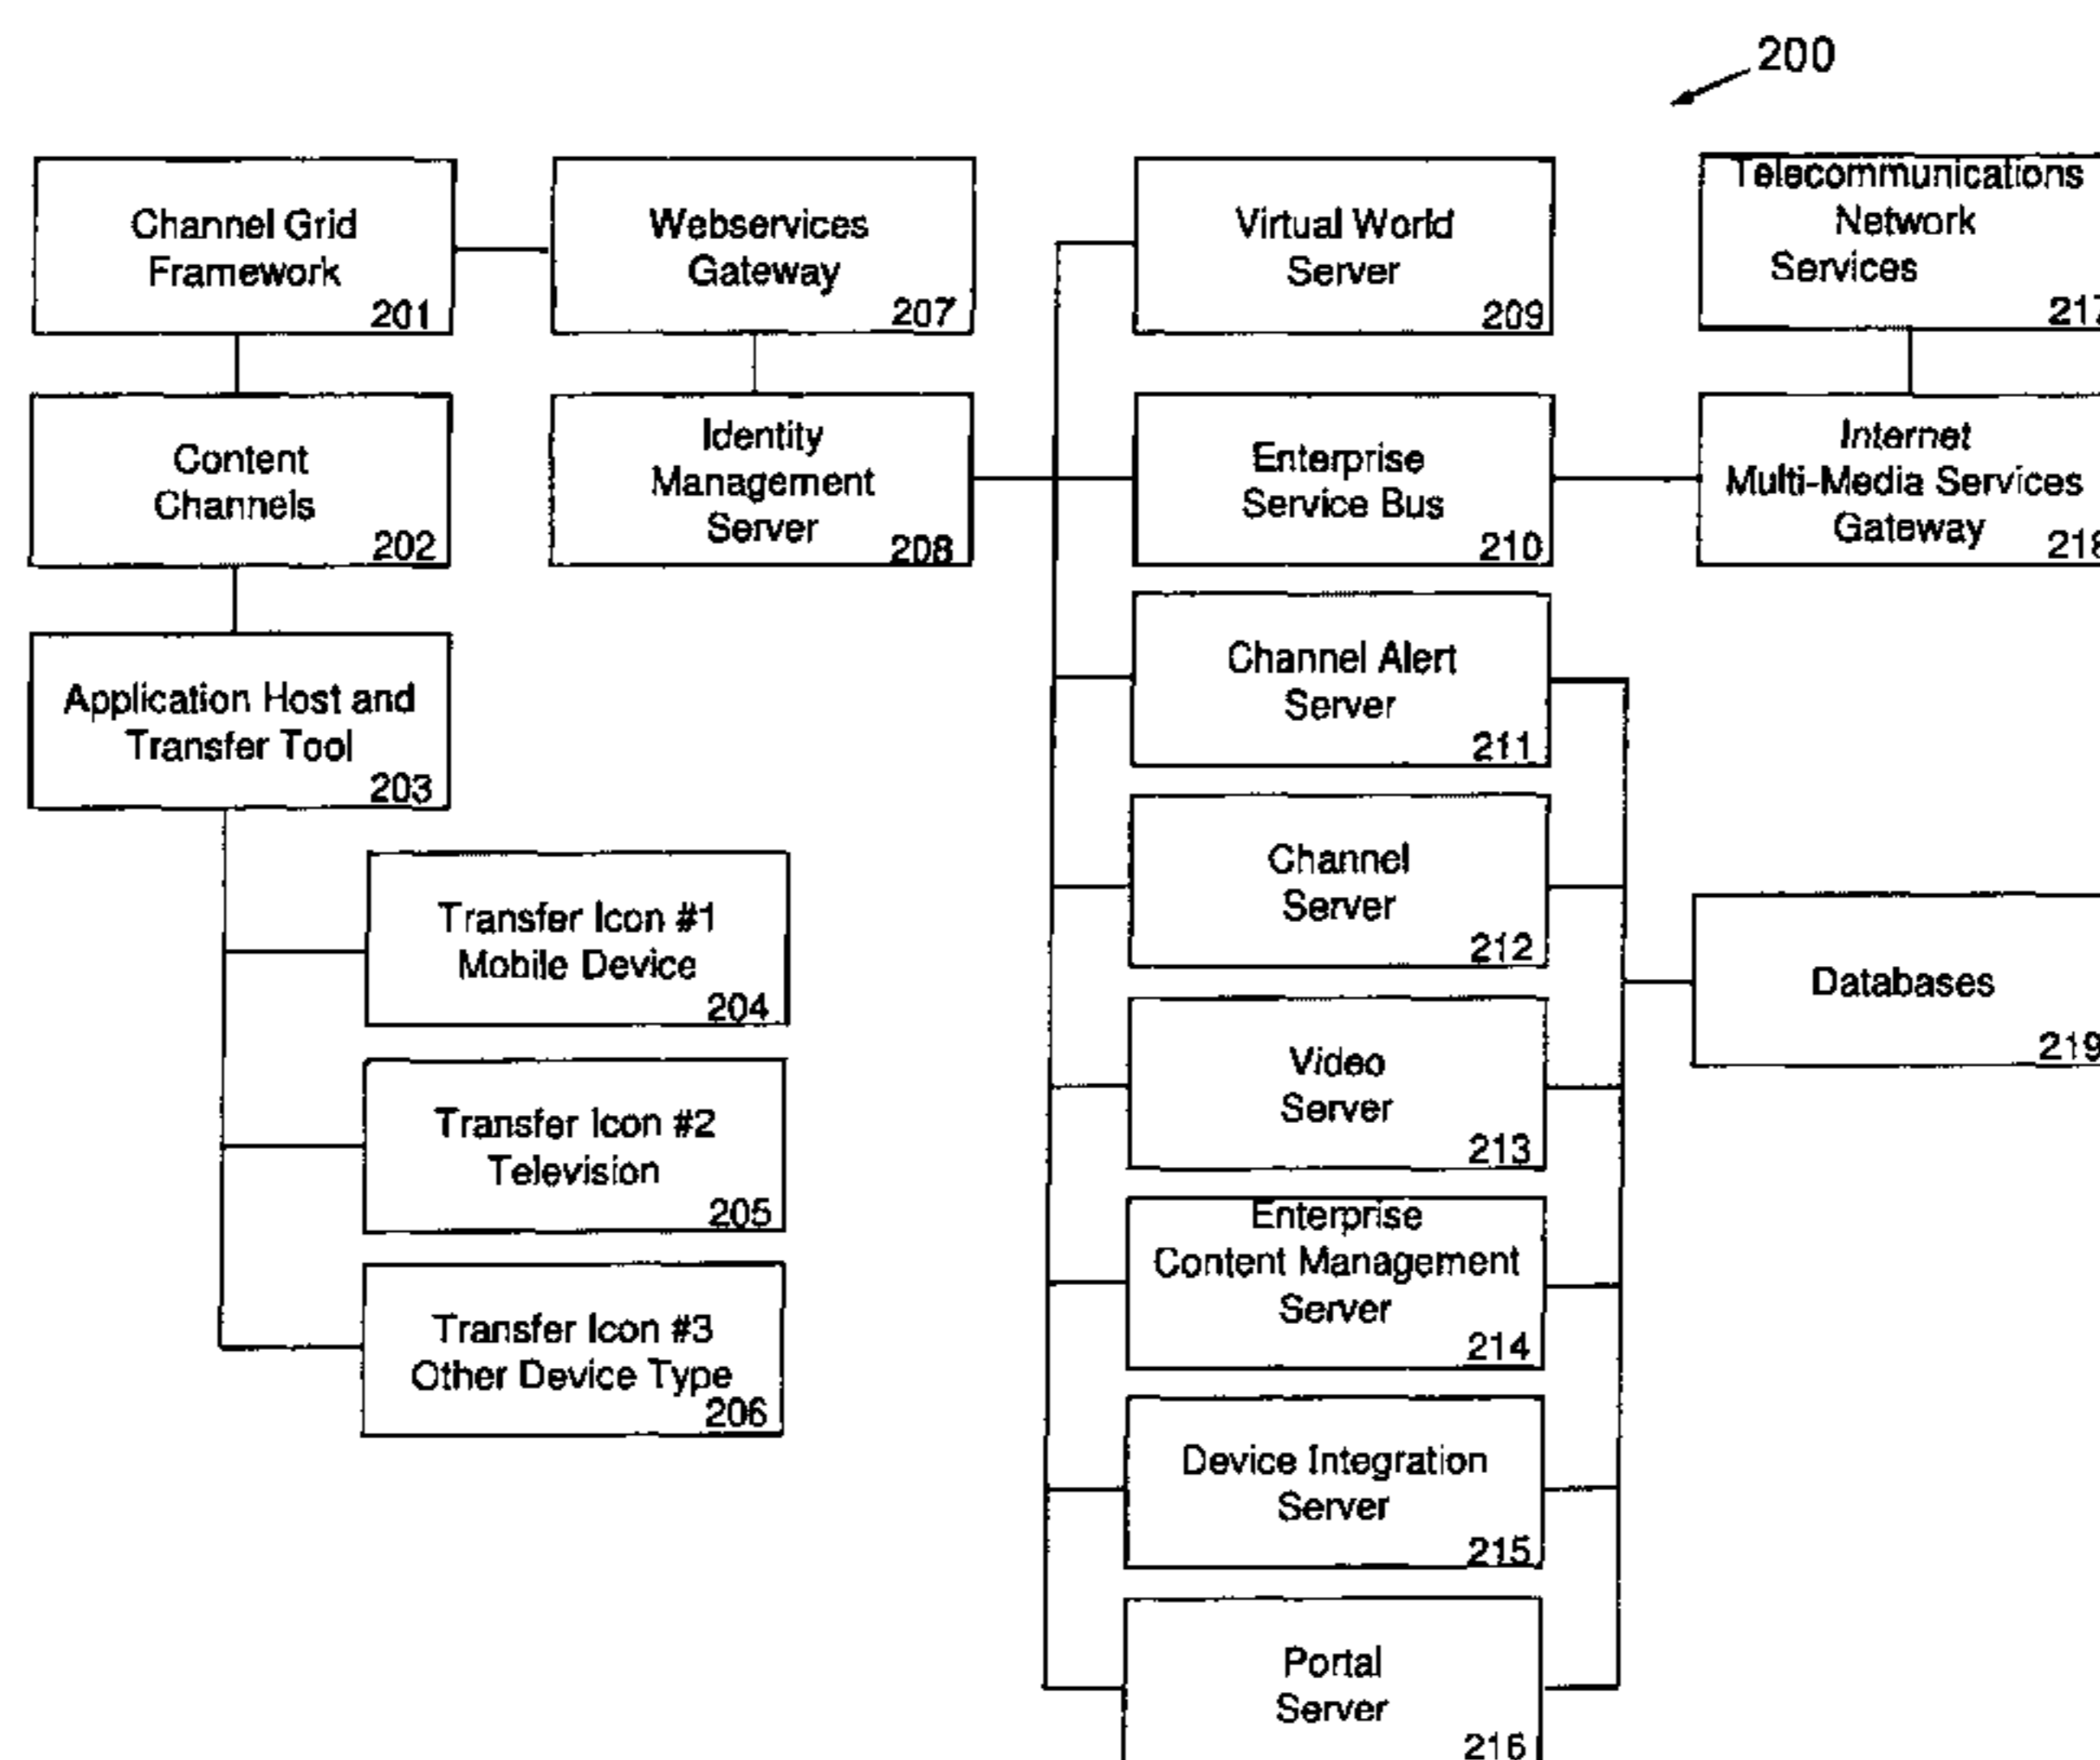 200
Channel Grid
Framework
201
Webservices
Gateway
207
Virtual World
Server
209
Telecommunications
Network
Services
217
Content
Channels
202
Identity
Management
Server
208
Enterprise
Service Bus
210
Internet
Multi-Media Services
Gateway
218
Application Host and
Transfer Tool
203
Channel Alert
Server
211
Transfer Icon #1
Mobile Device
204
Channel
Server
212
Databases
219
Transfer Icon #2
Television
205
Video
Server
213
Transfer Icon #3
Other Device Type
206
Enterprise
Content Management
Server
214
Device Integration
Server
215
Portal
Server
216